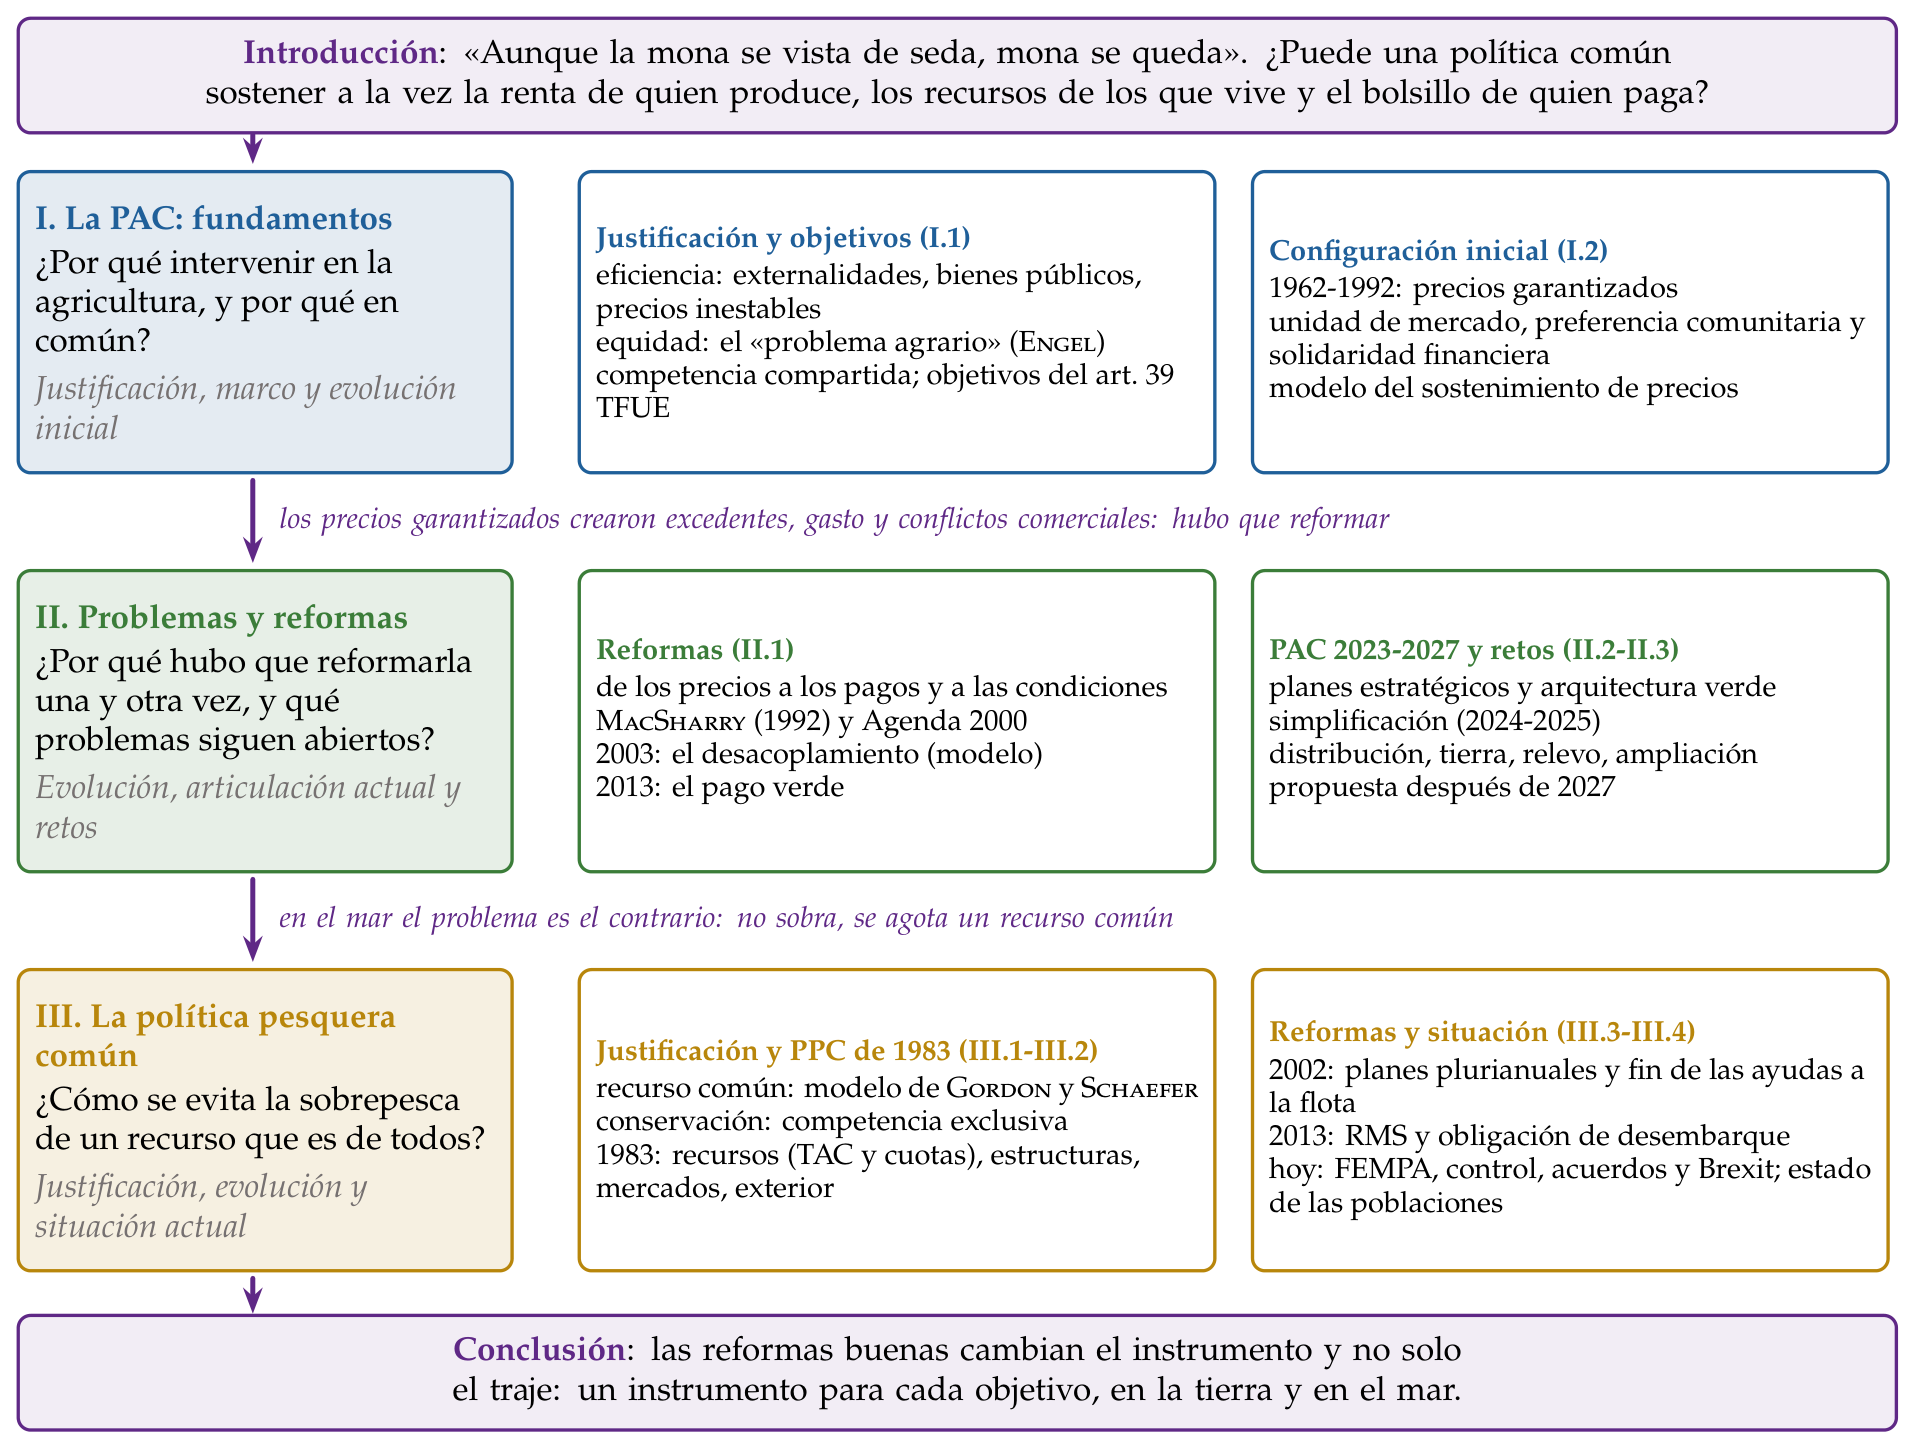 Introducción: «Aunque la mona se vista de seda, mona se queda». ¿Puede una política común
sostener a la vez la renta de quien produce, los recursos de los que vive y el bolsillo de quien paga?
I. La PAC: fundamentos
¿Por qué intervenir en la
agricultura, y por qué en
común?
Justificación, marco y evolución
inicial
Justificación y objetivos (I.1)
eficiencia: externalidades, bienes públicos,
precios inestables
equidad: el «problema agrario» (ENGEL)
competencia compartida; objetivos del art. 39
TFUE
Configuración inicial (I.2)
1962-1992: precios garantizados
unidad de mercado, preferencia comunitaria y
solidaridad financiera
modelo del sostenimiento de precios
los precios garantizados crearon excedentes, gasto y conflictos comerciales: hubo que reformar
II. Problemas y reformas
¿Por qué hubo que reformarla
una y otra vez, y qué
problemas siguen abiertos?
Evolución, articulación actual y
retos
Reformas (II.1)
de los precios a los pagos y a las condiciones
MACSHARRY (1992) y Agenda 2000
2003: el desacoplamiento (modelo)
2013: el pago verde
PAC 2023-2027 y retos (II.2-II.3)
planes estratégicos y arquitectura verde
simplificación (2024-2025)
distribución, tierra, relevo, ampliación
propuesta después de 2027
en el mar el problema es el contrario: no sobra, se agota un recurso común
III. La política pesquera
común
¿Cómo se evita la sobrepesca
de un recurso que es de todos?
Justificación, evolución y
situación actual
Justificación y PPC de 1983 (III.1-III.2)
recurso común: modelo de GORDON y SCHAEFER
conservación: competencia exclusiva
1983: recursos (TAC y cuotas), estructuras,
mercados, exterior
Reformas y situación (III.3-III.4)
2002: planes plurianuales y fin de las ayudas a
la flota
2013: RMS y obligación de desembarque
hoy: FEMPA, control, acuerdos y Brexit; estado
de las poblaciones
Conclusión: las reformas buenas cambian el instrumento y no solo
el traje: un instrumento para cada objetivo, en la tierra y en el mar.